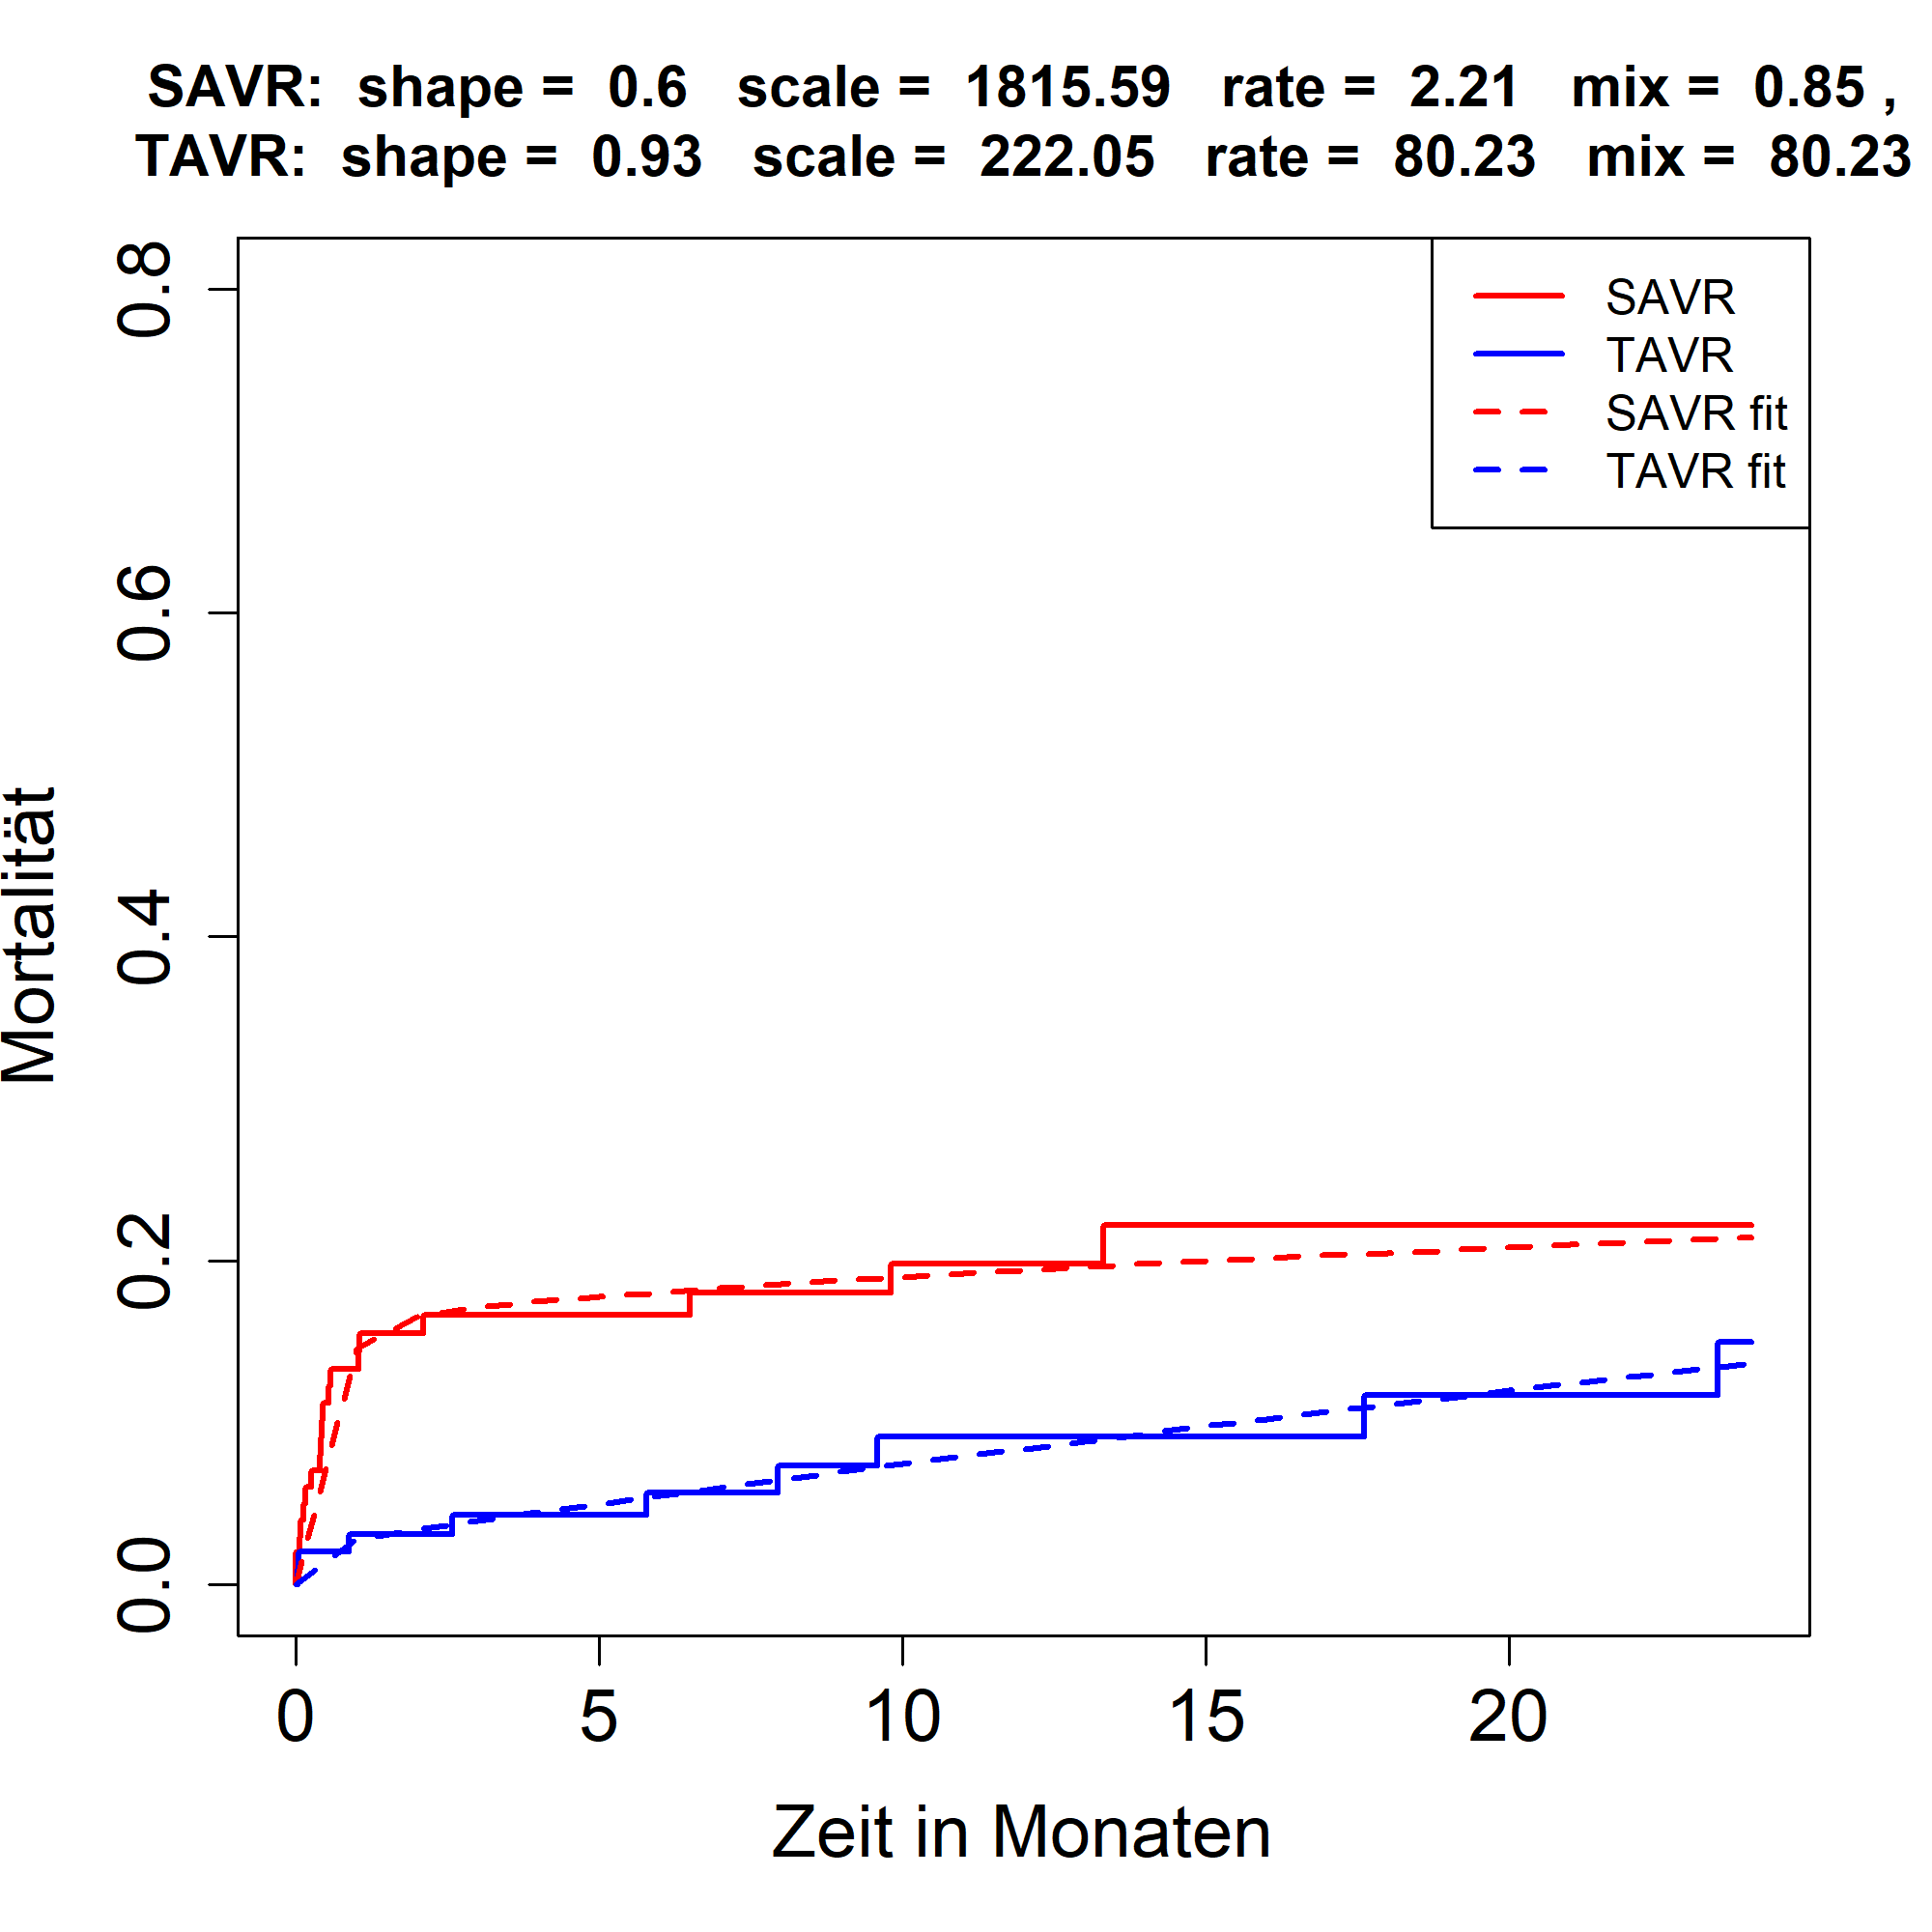 SAVR: shape = 0.6 scale = 1815.59 rate = 2.21 mix = 0.85 ,
TAVR: shape = 0.93 scale = 222.05 rate = 80.23 mix = 80.23
SAVR
TAVR
SAVR fit
TAVR fit
0.8
0.6
0.4
0.2
0.0
Mortalität
0 5 10 15 20
Zeit in Monaten